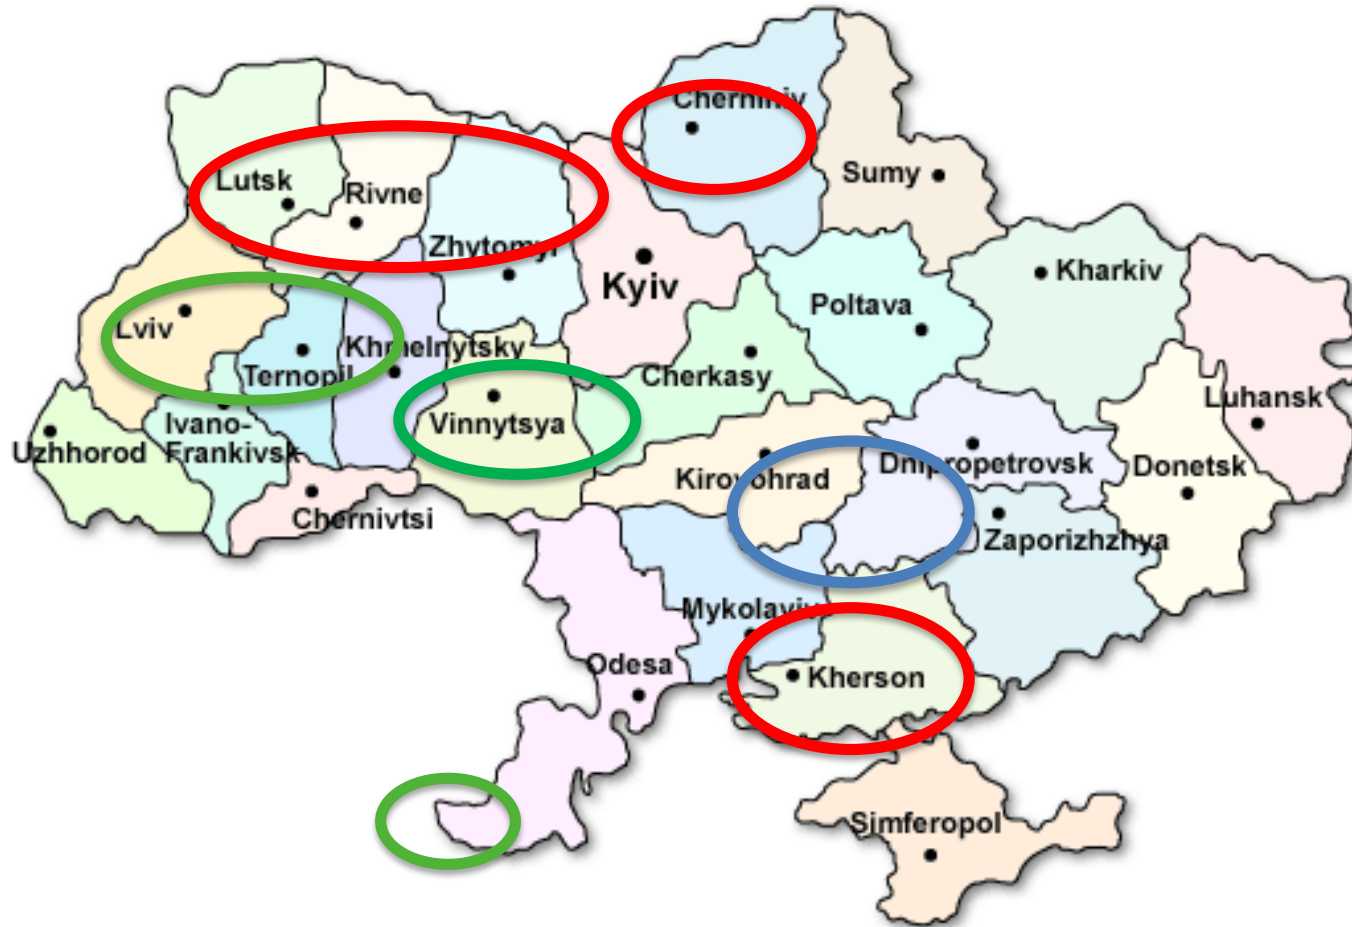 Chernihiv
Sumy
Lutsk
Rivne
Zhytomyr
Kyiv
Kharkiv
Poltava
Lviv
Khmelnytsky
Ternopil
Cherkasy
Luhansk
Ivano-
Frankivsk
Uzhhorod
Vinnytsya
Kirovohrad
Dnipropetrovsk
Donetsk
Chernivtsi
Zaporizhzhya
Mykolayiv
Odesa
Kherson
Simferopol